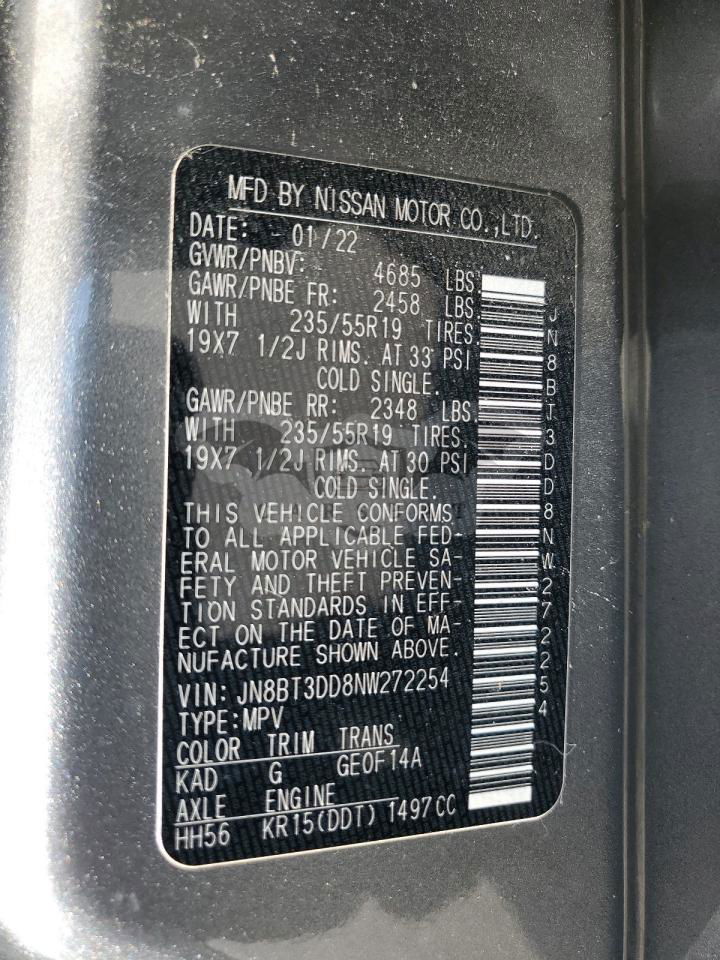 MFD BY NISSAN MOTOR CO.,LTD.
DATE: 01/22
GVWR/PNBV: 4685 LBS
GAWR/PNBE FR: 2458 LBS
WITH 235/55R19 TIRES.
19X7 1/2J RIMS. AT 33 PSI
COLD SINGLE.
GAWR/PNBE RR: 2348 LBS
WITH 235/55R19 TIRES.
19X7 1/2J RIMS. AT 30 PSI
COLD SINGLE.
THIS VEHICLE CONFORMS
TO ALL APPLICABLE FED-
ERAL MOTOR VEHICLE SA-
FETY AND THEFT PREVEN-
TION STANDARDS IN EFF-
ECT ON THE DATE OF MA-
NUFACTURE SHOWN ABOVE.
VIN: JN8BT3DD8NW272254
TYPE:MPV
COLOR TRIM TRANS
KAD G GE0F14A
AXLE ENGINE
HH56 KR15(DDT) 1497CC
JN8BT3DD8NW272254